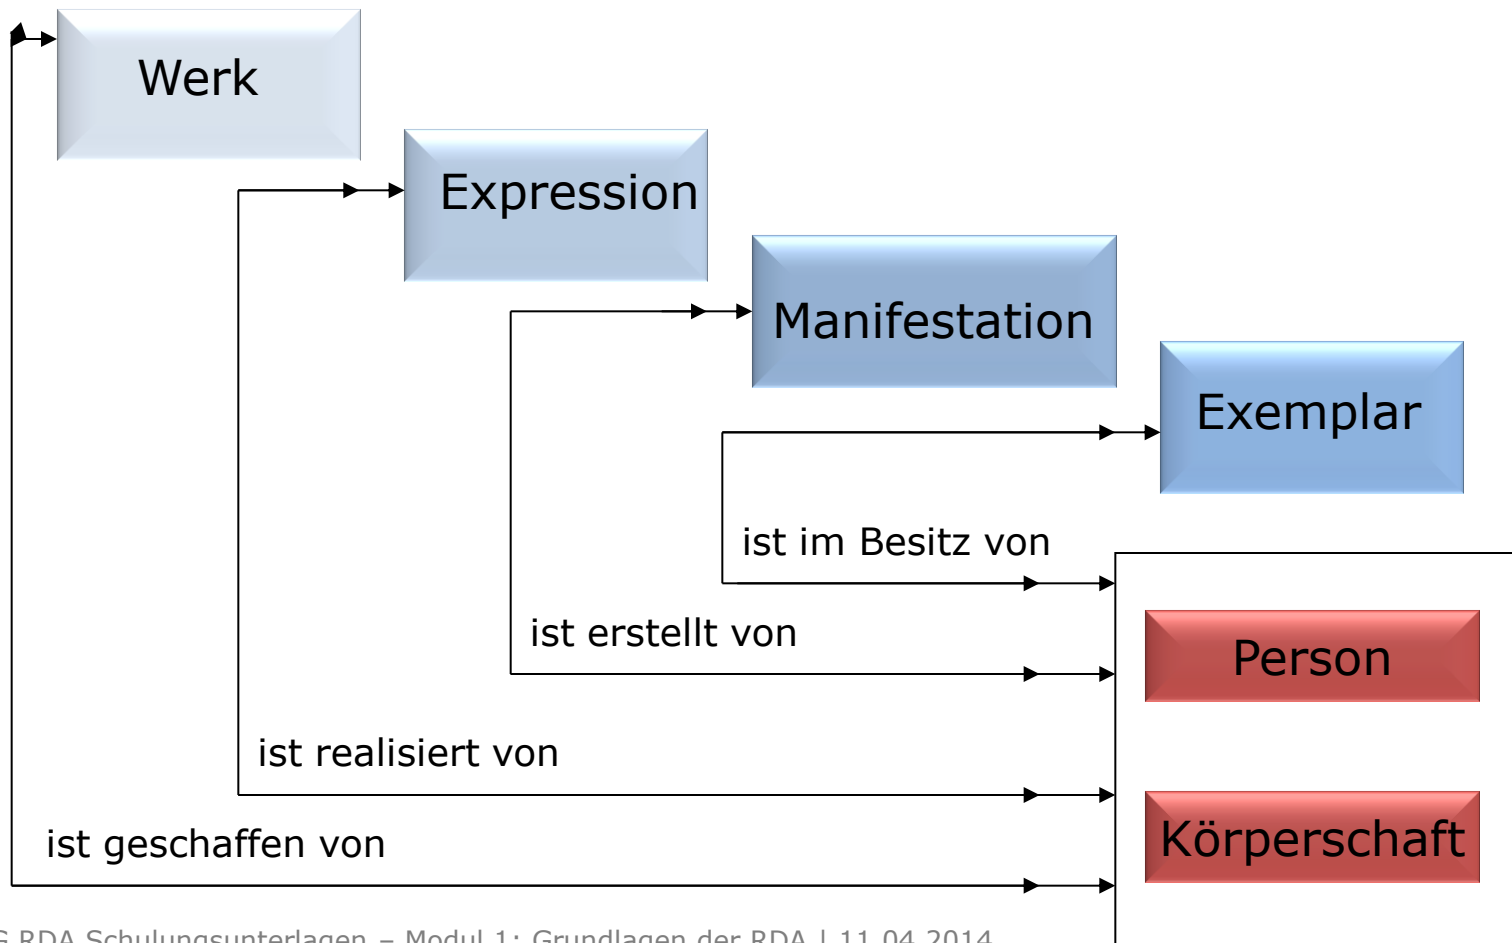 Werk
Expression
Manifestation
Exemplar
ist im Besitz von
ist erstellt von
Person
ist realisiert von
Körperschaft
ist geschaffen von
RDA Schulungsunterlagen – Modul 1: Grundlagen der RDA | 11.04.2014